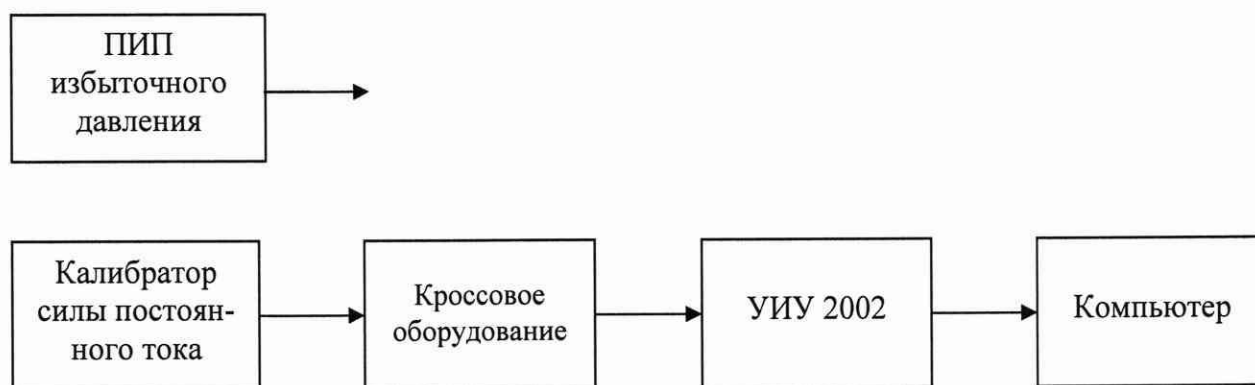 ПИП
избыточного
давления
Калибратор
силы постоян-
ного тока
Кроссовое
оборудование
УИУ 2002
Компьютер